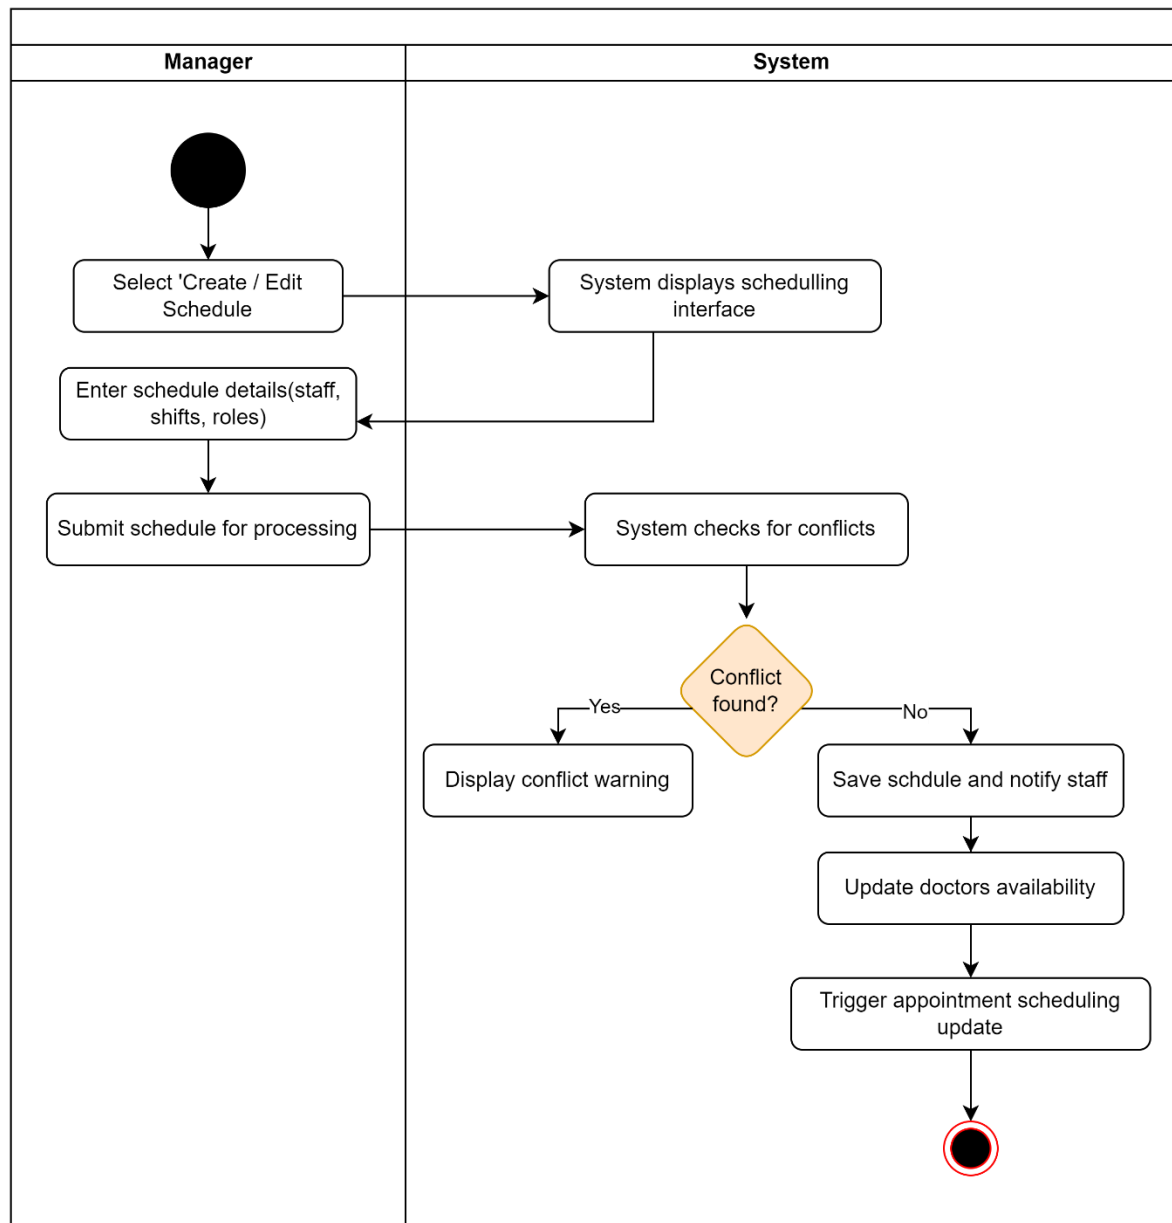 Manager
System
Select 'Create / Edit
Schedule
System displays schedulling
interface
Enter schedule details(staff,
shifts, roles)
Submit schedule for processing
System checks for conflicts
Conflict
found?
Yes
No
Display conflict warning
Save schdule and notify staff
Update doctors availability
Trigger appointment scheduling
update